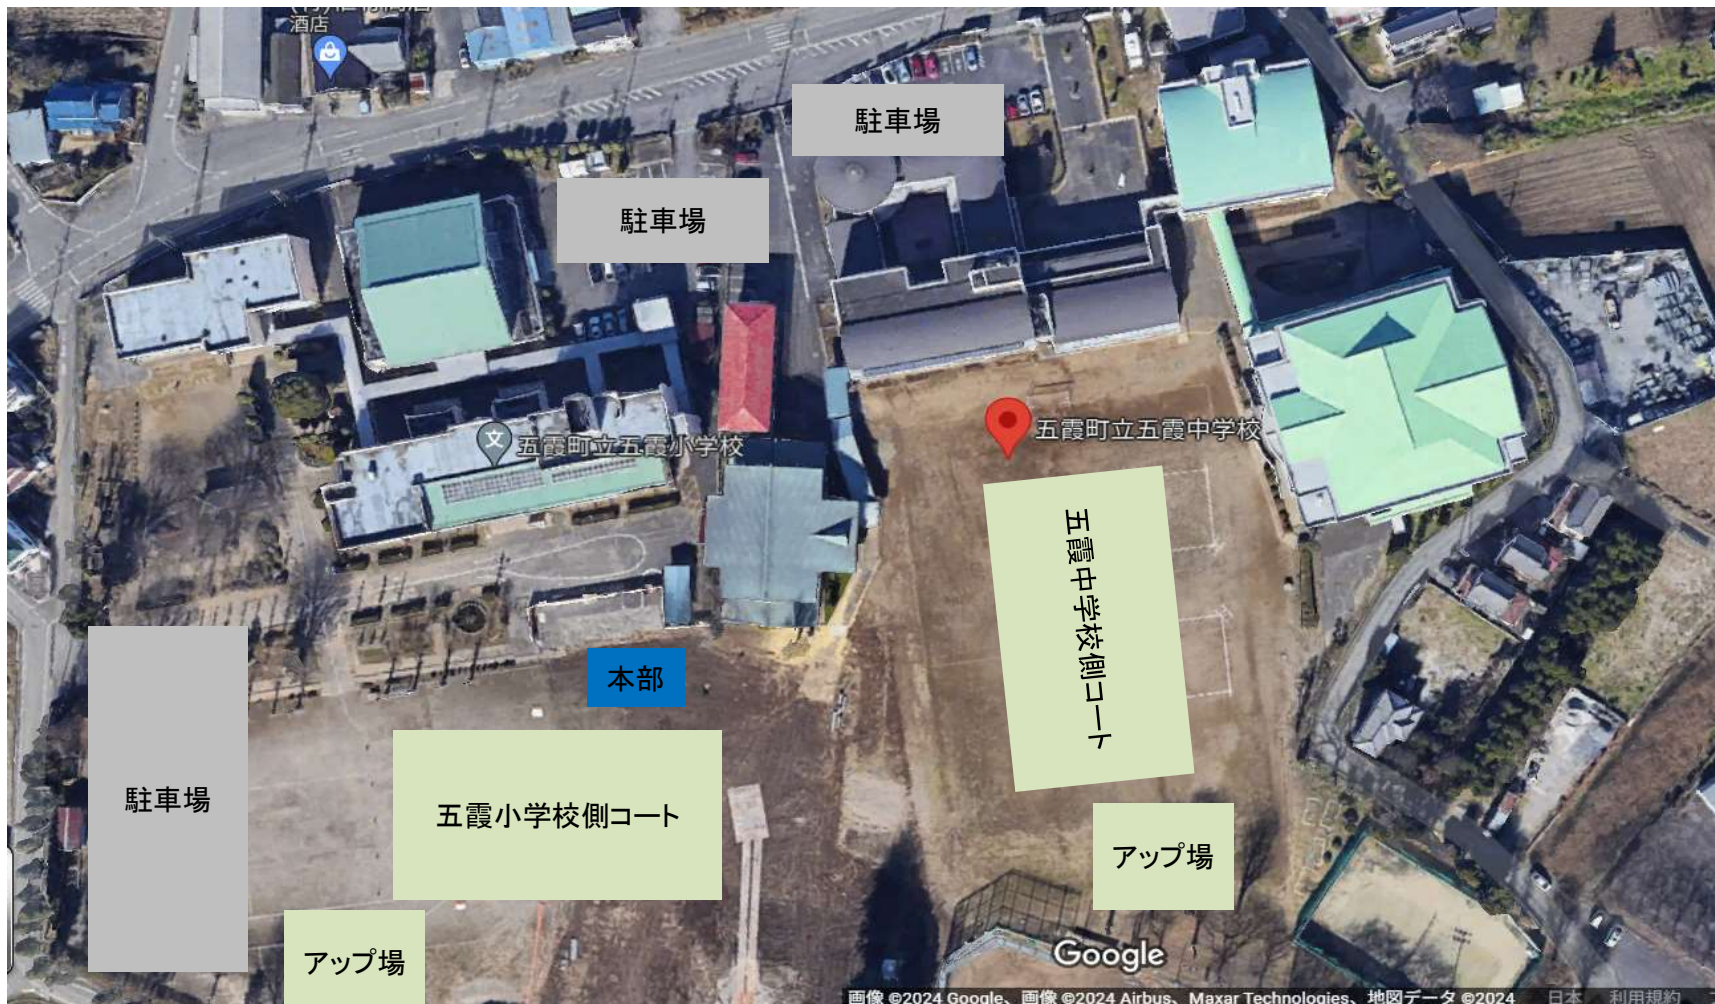 酒店
駐車場
駐車場
五霞町立五霞小学校
五霞町立五霞中学校
五霞中学校側コート
本部
駐車場
五霞小学校側コート
アップ場
アップ場
Google
画像 ©2024 Google、画像 ©2024 Airbus、Maxar Technologies、地図データ ©2024 日本 利用規約